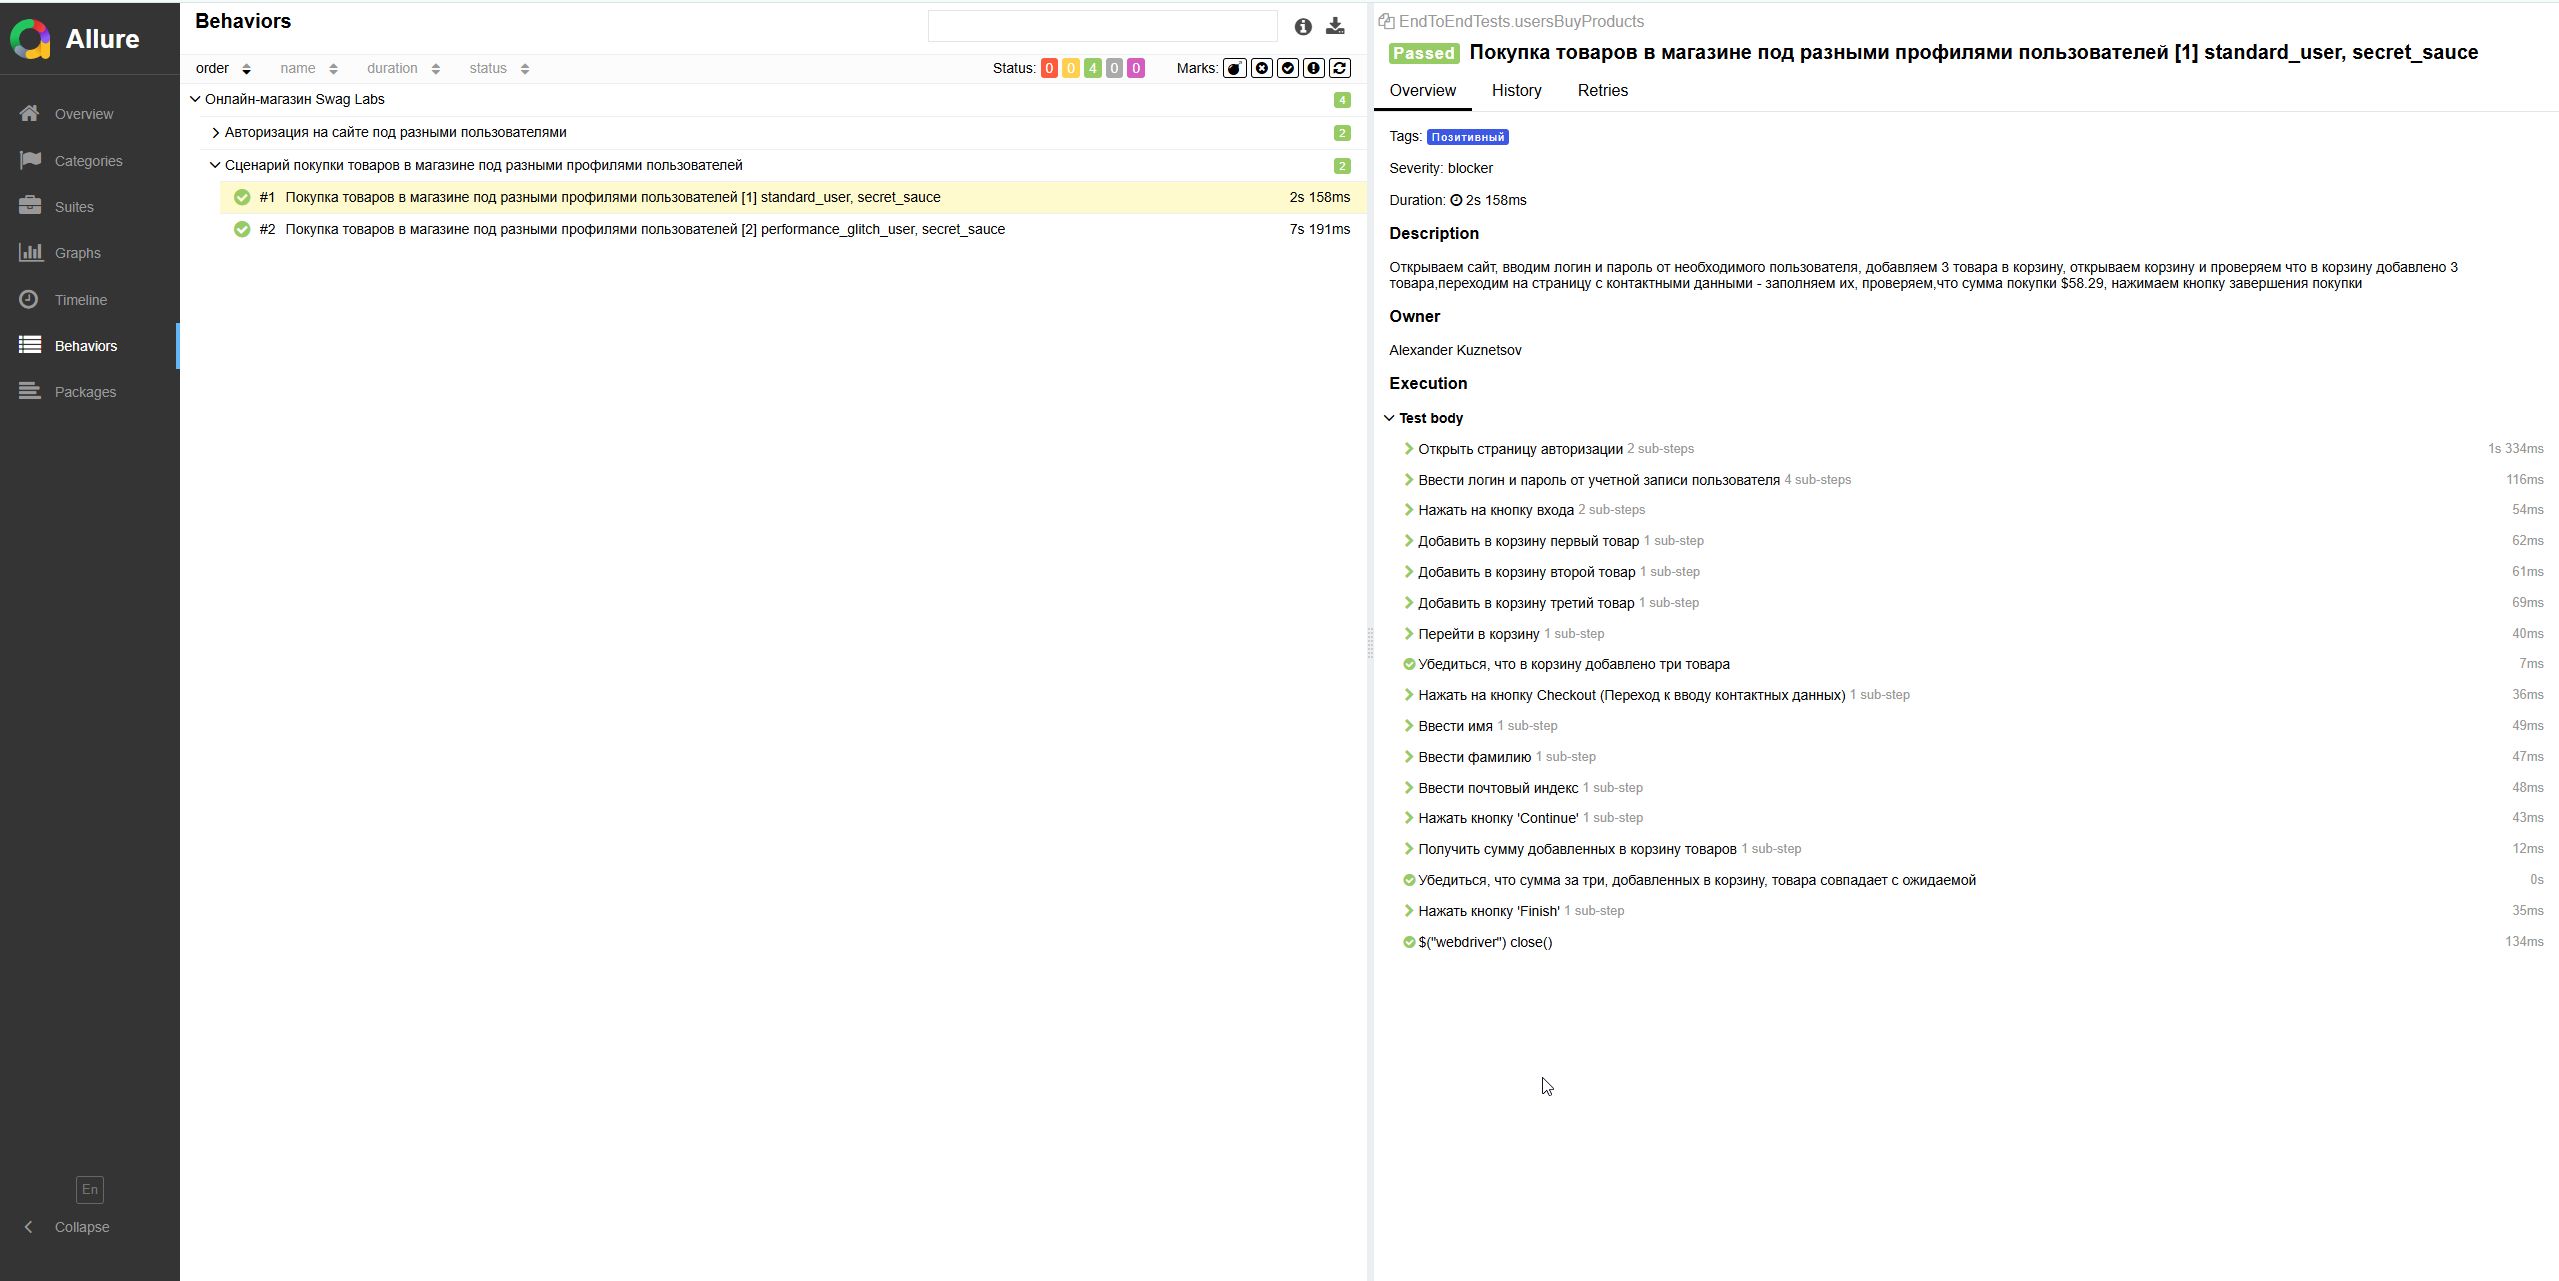 Allure
Overview
Categories
Suites
Graphs
Timeline
Behaviors
Packages
En
Collapse
Behaviors
order name duration status Status: 0 0 4 0 0 Marks:
Онлайн-магазин Swag Labs 4
Авторизация на сайте под разными пользователями 2
Сценарий покупки товаров в магазине под разными профилями пользователей 2
#1 Покупка товаров в магазине под разными профилями пользователей [1] standard_user, secret_sauce 2s 158ms
#2 Покупка товаров в магазине под разными профилями пользователей [2] performance_glitch_user, secret_sauce 7s 191ms
EndToEndTests.usersBuyProducts
Passed Покупка товаров в магазине под разными профилями пользователей [1] standard_user, secret_sauce
Overview History Retries
Tags: Позитивный
Severity: blocker
Duration: 2s 158ms
Description
Открываем сайт, вводим логин и пароль от необходимого пользователя, добавляем 3 товара в корзину, открываем корзину и проверяем что в корзину добавлено 3
товара,переходим на страницу с контактными данными - заполняем их, проверяем,что сумма покупки $58.29, нажимаем кнопку завершения покупки
Owner
Alexander Kuznetsov
Execution
Test body
Открыть страницу авторизации 2 sub-steps 1s 334ms
Ввести логин и пароль от учетной записи пользователя 4 sub-steps 116ms
Нажать на кнопку входа 2 sub-steps 54ms
Добавить в корзину первый товар 1 sub-step 62ms
Добавить в корзину второй товар 1 sub-step 61ms
Добавить в корзину третий товар 1 sub-step 69ms
Перейти в корзину 1 sub-step 40ms
Убедиться, что в корзину добавлено три товара 7ms
Нажать на кнопку Checkout (Переход к вводу контактных данных) 1 sub-step 36ms
Ввести имя 1 sub-step 49ms
Ввести фамилию 1 sub-step 47ms
Ввести почтовый индекс 1 sub-step 48ms
Нажать кнопку 'Continue' 1 sub-step 43ms
Получить сумму добавленных в корзину товаров 1 sub-step 12ms
Убедиться, что сумма за три, добавленных в корзину, товара совпадает с ожидаемой 0s
Нажать кнопку 'Finish' 1 sub-step 35ms
$("webdriver") close() 134ms